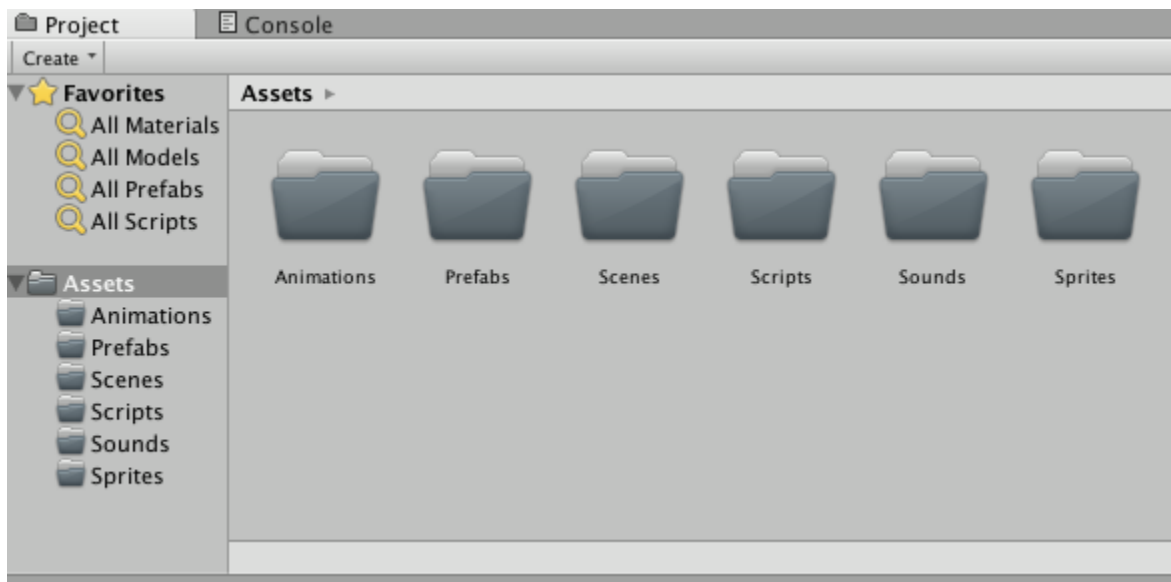 Project
Console
Create
Favorites
All Materials
All Models
All Prefabs
All Scripts
Assets
Animations
Prefabs
Scenes
Scripts
Sounds
Sprites
Assets
Animations Prefabs Scenes Scripts Sounds Sprites